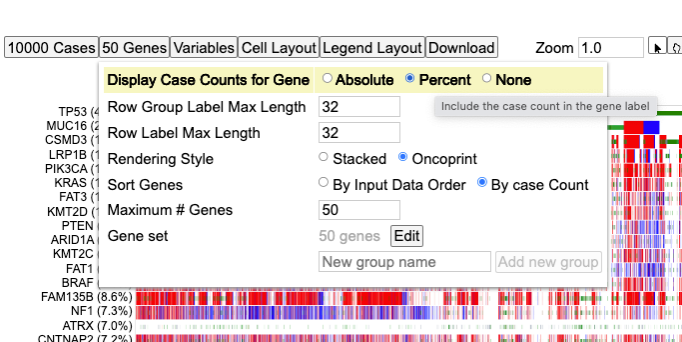 10000 Cases 50 Genes Variables Cell Layout Legend Layout Download Zoom 1.0
Display Case Counts for Gene Absolute Percent None
Include the case count in the gene label
Row Group Label Max Length 32
Row Label Max Length 32
Rendering Style Stacked Oncoprint
Sort Genes By Input Data Order By case Count
Maximum # Genes 50
Gene set 50 genes Edit
New group name Add new group
TP53 (4
MUC16 (2
CSMD3 (1
LRP1B (1
PIK3CA (1
KRAS (1
FAT3 (1
KMT2D (1
PTEN (
ARID1A (
KMT2C (
FAT1 (
BRAF (
FAM135B (8.6%)
NF1 (7.3%)
ATRX (7.0%)
CNTNAP2 (7.2%)